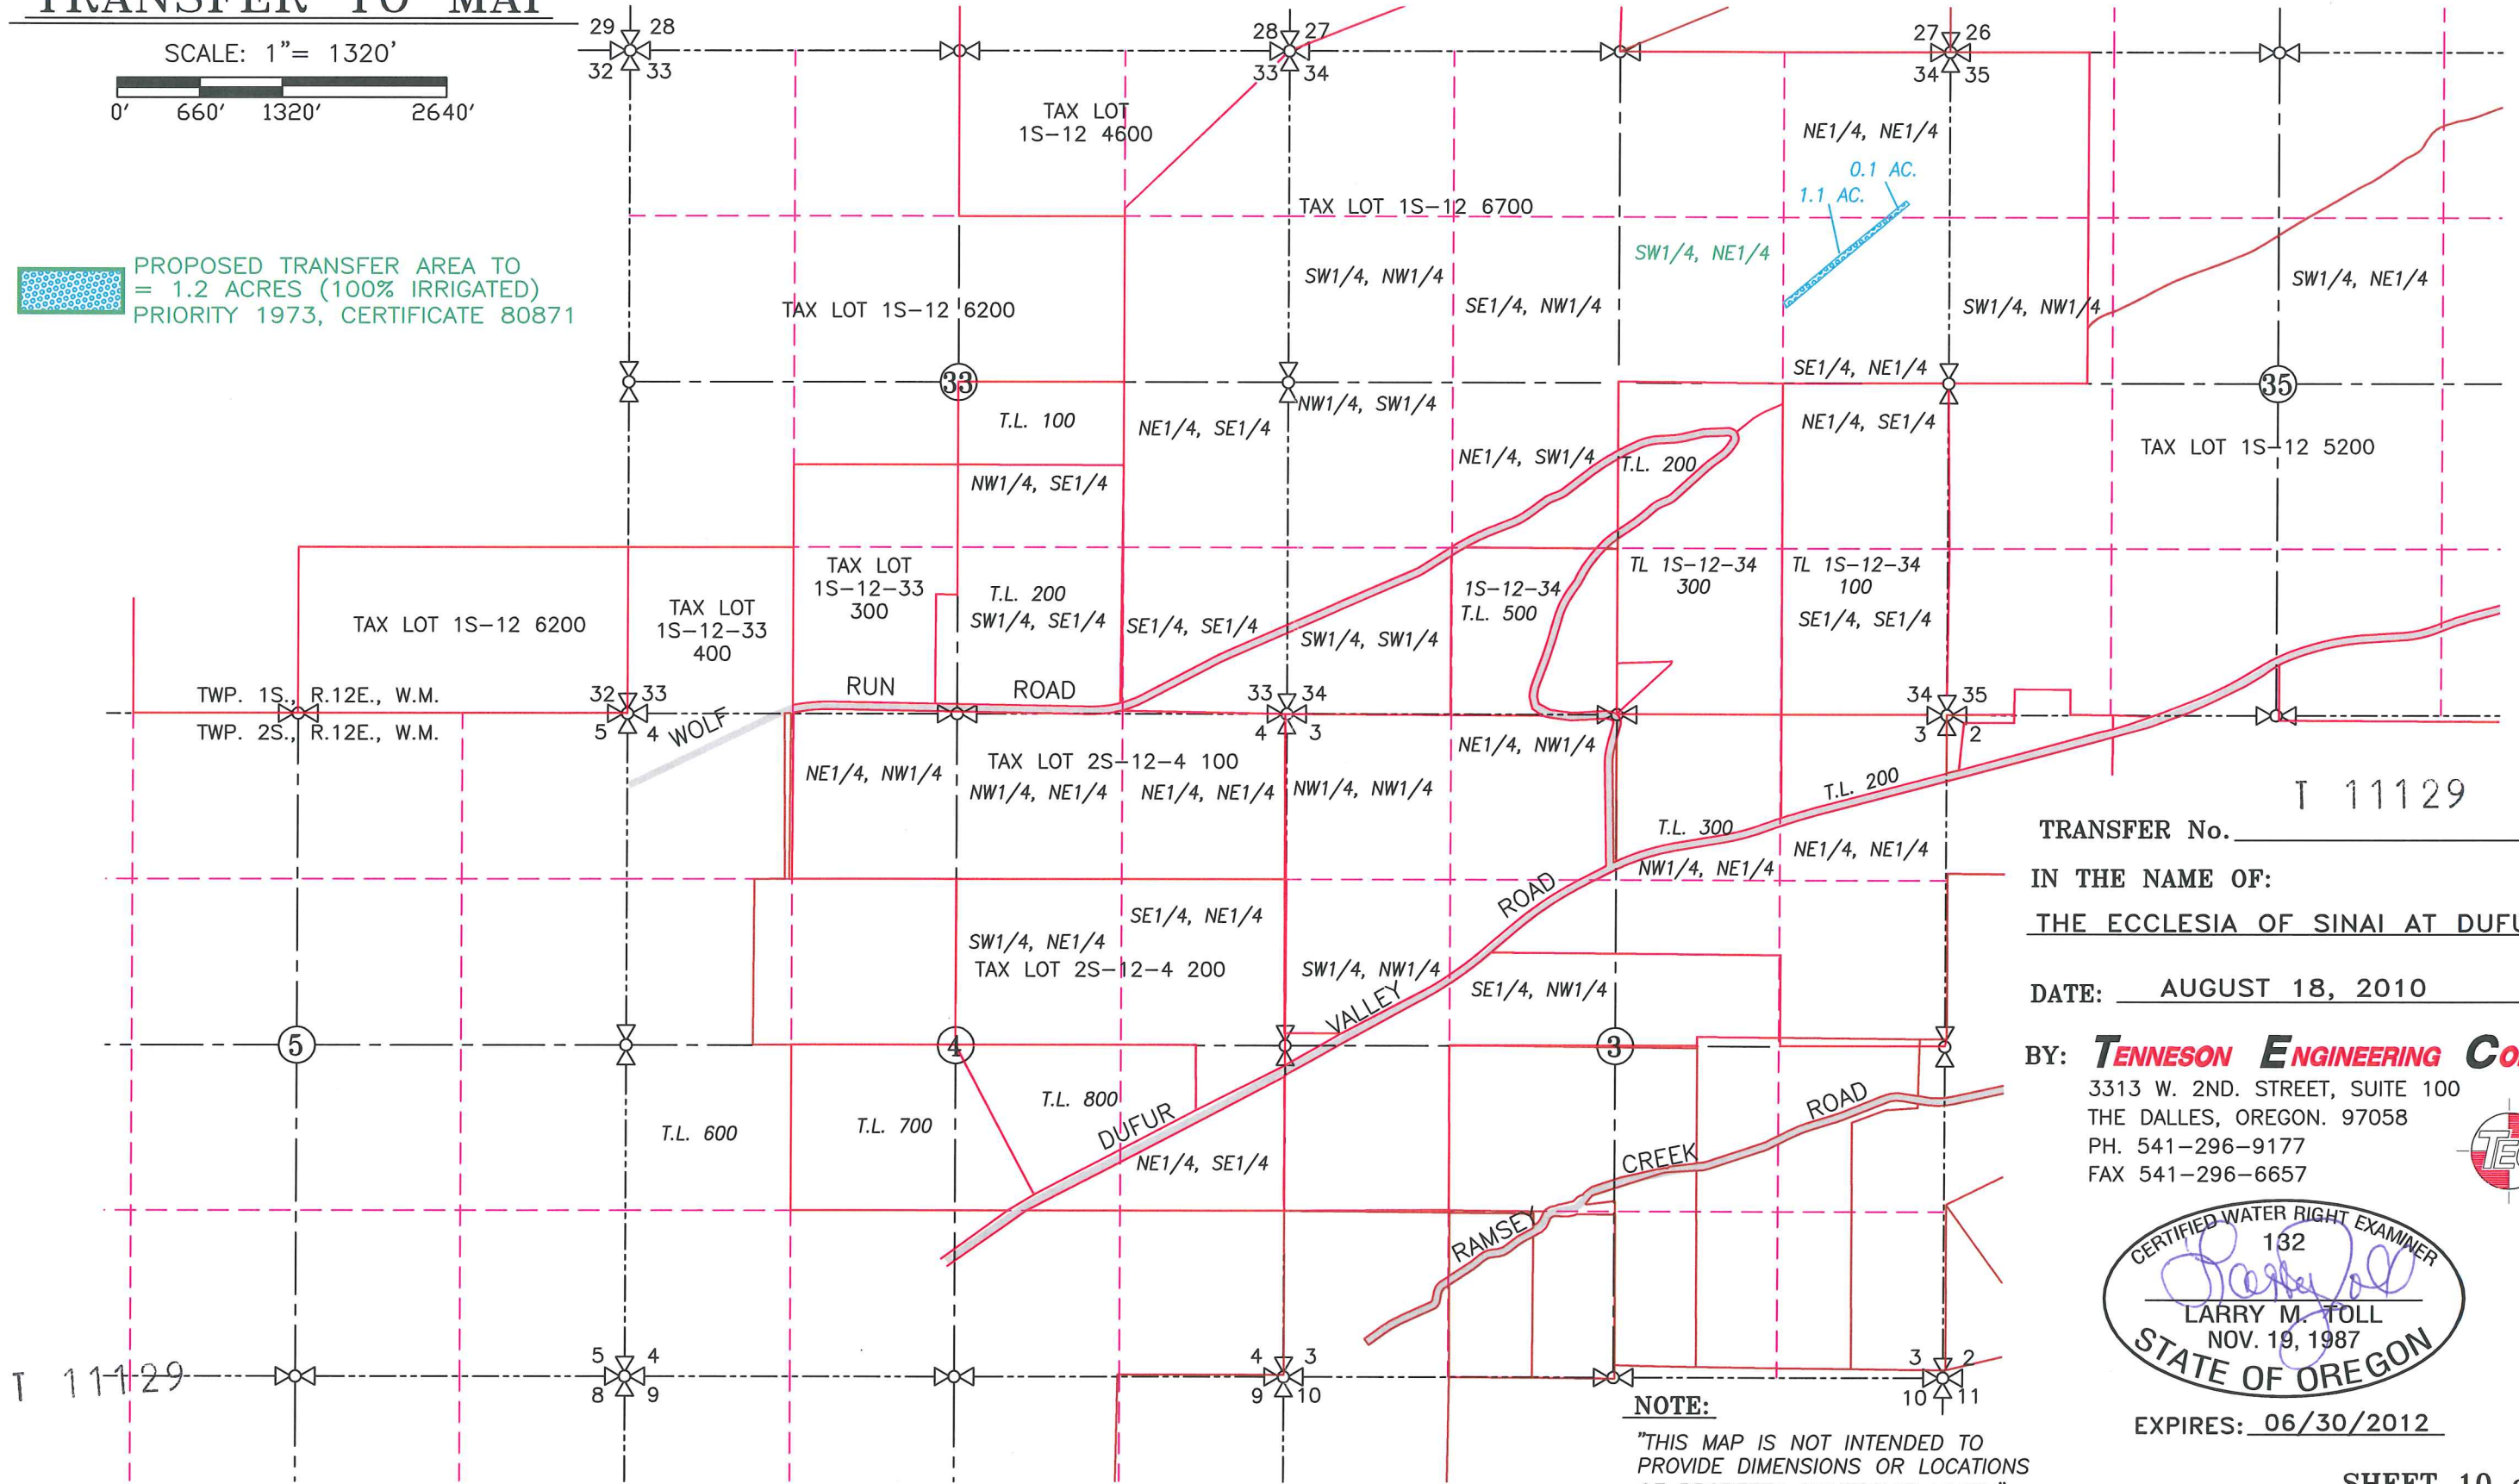 TRANSFER TO MAP
SCALE: 1"= 1320'
0' 660' 1320' 2640'
PROPOSED TRANSFER AREA TO
= 1.2 ACRES (100% IRRIGATED)
PRIORITY 1973, CERTIFICATE 80871
29 28
32 33
28 27
33 34
27 26
34 35
TAX LOT
1S-12 4600
NE1/4, NE1/4
0.1 AC.
1.1 AC.
TAX LOT 1S-12 6700
SW1/4, NE1/4
SW1/4, NW1/4
SE1/4, NW1/4
SW1/4, NW1/4
SW1/4, NE1/4
TAX LOT 1S-12 6200
33
SE1/4, NE1/4
35
T.L. 100
NE1/4, SE1/4
NW1/4, SW1/4
NE1/4, SE1/4
NE1/4, SW1/4
T.L. 200
TAX LOT 1S-12 5200
NW1/4, SE1/4
TAX LOT
1S-12-33
300
T.L. 200
SW1/4, SE1/4
SE1/4, SE1/4
SW1/4, SW1/4
1S-12-34
T.L. 500
TL 1S-12-34
300
TL 1S-12-34
100
SE1/4, SE1/4
TAX LOT 1S-12 6200
TAX LOT
1S-12-33
400
TWP. 1S., R.12E., W.M.
TWP. 2S., R.12E., W.M.
32 33
5 4
WOLF RUN ROAD
33 34
4 3
34 35
3 2
NE1/4, NW1/4
TAX LOT 2S-12-4 100
NW1/4, NE1/4
NE1/4, NE1/4
NW1/4, NW1/4
NE1/4, NW1/4
T.L. 200
T.L. 300
NW1/4, NE1/4
NE1/4, NE1/4
SE1/4, NE1/4
SW1/4, NE1/4
TAX LOT 2S-12-4 200
SW1/4, NW1/4
SE1/4, NW1/4
DUFUR VALLEY ROAD
5
4
3
T.L. 600
T.L. 700
T.L. 800
NE1/4, SE1/4
RAMSEY CREEK ROAD
5 4
8 9
4 3
9 10
3 2
10 11
T 11129
T 11129
TRANSFER No.
IN THE NAME OF:
THE ECCLESIA OF SINAI AT
DATE: AUGUST 18, 2010
BY: TENNESON ENGINEERING
3313 W. 2ND. STREET, SUITE 100
THE DALLES, OREGON. 97058
PH. 541-296-9177
FAX 541-296-6657
CERTIFIED WATER RIGHT EXAMINER
132
LARRY M. TOLL
NOV. 19, 1987
STATE OF OREGON
EXPIRES: 06/30/2012
NOTE:
"THIS MAP IS NOT INTENDED TO
PROVIDE DIMENSIONS OR LOCATIONS
SHEET 10